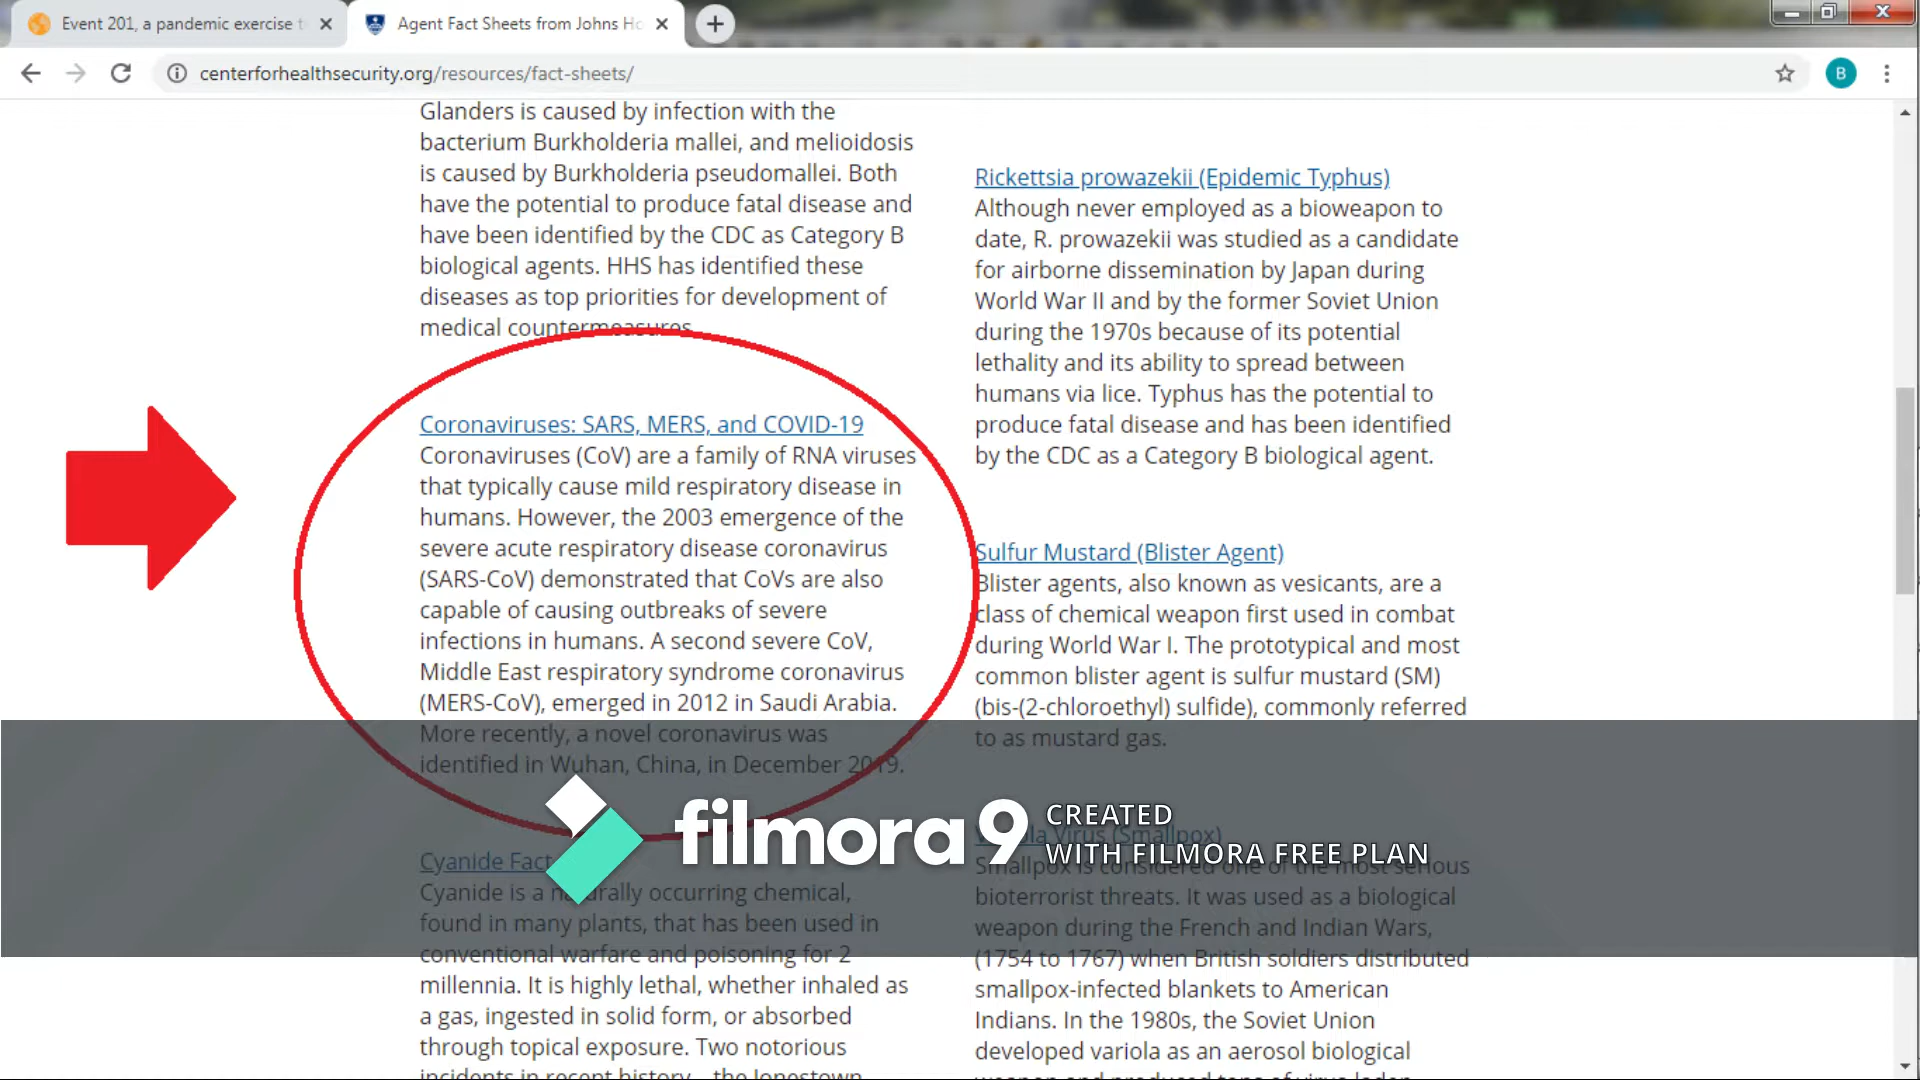 Event 201, a pandemic exercise t
Agent Fact Sheets from Johns Ho
centerforhealthsecurity.org/resources/fact-sheets/
B
Glanders is caused by infection with the
bacterium Burkholderia mallei, and melioidosis
is caused by Burkholderia pseudomallei. Both
have the potential to produce fatal disease and
have been identified by the CDC as Category B
biological agents. HHS has identified these
diseases as top priorities for development of
medical countermeasures.
Coronaviruses: SARS, MERS, and COVID-19
Coronaviruses (CoV) are a family of RNA viruses
that typically cause mild respiratory disease in
humans. However, the 2003 emergence of the
severe acute respiratory disease coronavirus
(SARS-CoV) demonstrated that CoVs are also
capable of causing outbreaks of severe
infections in humans. A second severe CoV,
Middle East respiratory syndrome coronavirus
(MERS-CoV), emerged in 2012 in Saudi Arabia.
More recently, a novel coronavirus was
identified in Wuhan, China, in December 2019.
Cyanide Fact
Cyanide is a naturally occurring chemical,
found in many plants, that has been used in
conventional warfare and poisoning for 2
millennia. It is highly lethal, whether inhaled as
a gas, ingested in solid form, or absorbed
through topical exposure. Two notorious
incidents in recent history—the Jonestown
Rickettsia prowazekii (Epidemic Typhus)
Although never employed as a bioweapon to
date, R. prowazekii was studied as a candidate
for airborne dissemination by Japan during
World War II and by the former Soviet Union
during the 1970s because of its potential
lethality and its ability to spread between
humans via lice. Typhus has the potential to
produce fatal disease and has been identified
by the CDC as a Category B biological agent.
Sulfur Mustard (Blister Agent)
Blister agents, also known as vesicants, are a
class of chemical weapon first used in combat
during World War I. The prototypical and most
common blister agent is sulfur mustard (SM)
(bis-(2-chloroethyl) sulfide), commonly referred
to as mustard gas.
Variola Virus (Smallpox)
Smallpox is considered one of the most serious
bioterrorist threats. It was used as a biological
weapon during the French and Indian Wars,
(1754 to 1767) when British soldiers distributed
smallpox-infected blankets to American
Indians. In the 1980s, the Soviet Union
developed variola as an aerosol biological
weapon and produced tons of virus-laden
filmora9
CREATED
WITH FILMORA FREE PLAN